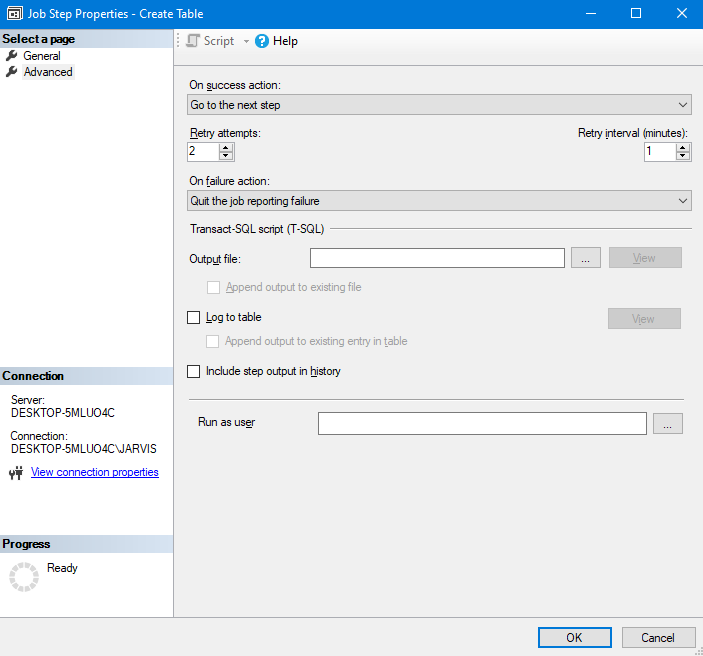 Job Step Properties - Create Table
Select a page
General
Advanced
Script
Help
On success action:
Go to the next step
Retry attempts:
Retry interval (minutes):
2
1
On failure action:
Quit the job reporting failure
Transact-SQL script (T-SQL)
Output file:
...
View
Append output to existing file
Log to table
View
Append output to existing entry in table
Include step output in history
Run as user
...
Connection
Server:
DESKTOP-5MLUO4C
Connection:
DESKTOP-5MLUO4C\JARVIS
View connection properties
Progress
Ready
OK
Cancel